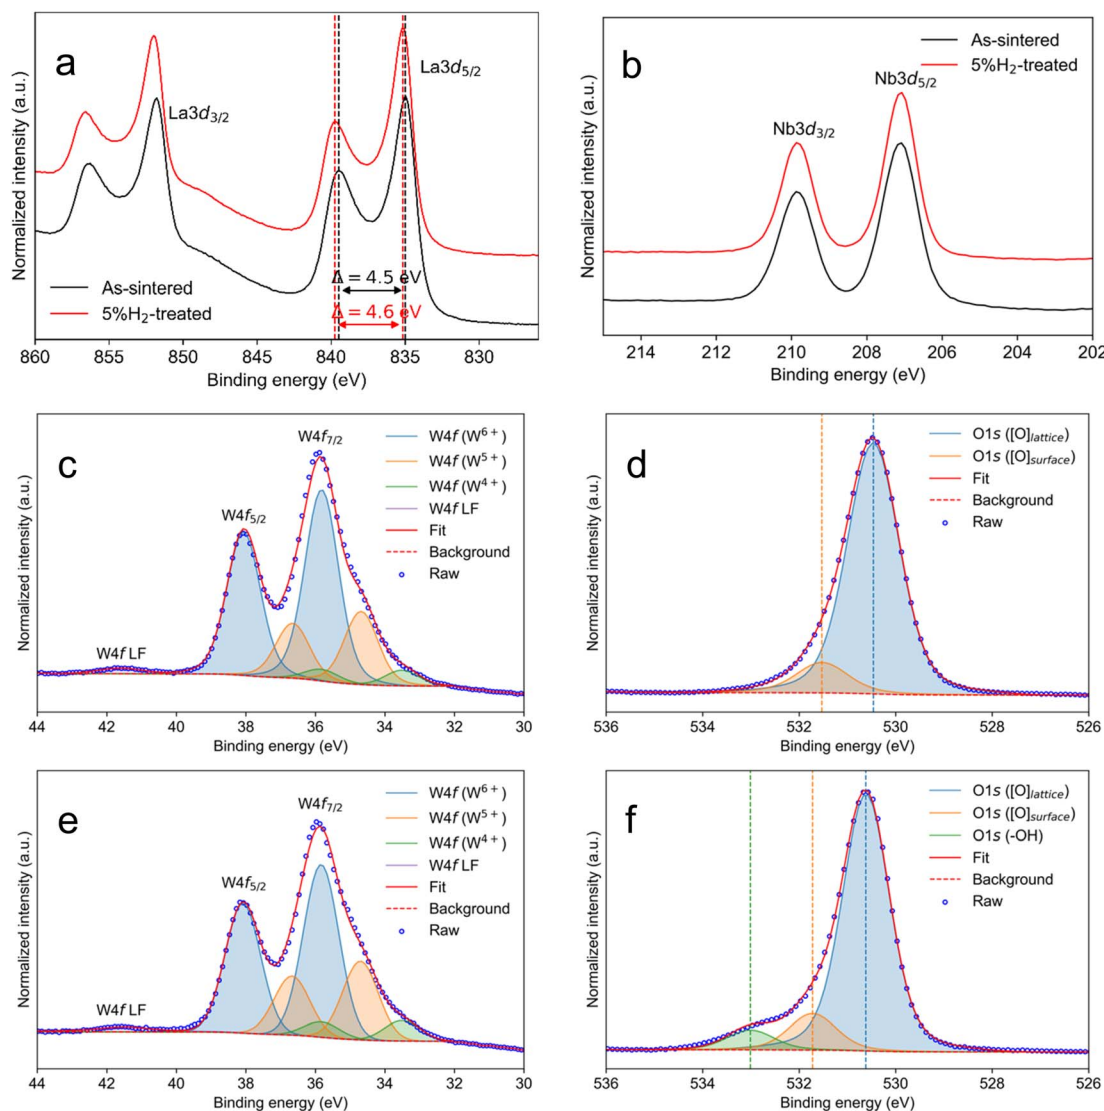 a
La3d₃/₂
La3d₅/₂
Δ = 4.5 eV
Δ = 4.6 eV
As-sintered
5%H₂-treated
Normalized intensity (a.u.)
860 855 850 845 840 835 830
Binding energy (eV)
b
As-sintered
5%H₂-treated
Nb3d₅/₂
Nb3d₃/₂
Normalized intensity (a.u.)
214 212 210 208 206 204 202
Binding energy (eV)
c
W4f₇/₂
W4f₅/₂
W4f LF
W4f (W⁶⁺)
W4f (W⁵⁺)
W4f (W⁴⁺)
W4f LF
Fit
Background
Raw
Normalized intensity (a.u.)
44 42 40 38 36 34 32 30
Binding energy (eV)
d
O1s ([O]lattice)
O1s ([O]surface)
Fit
Background
Raw
Normalized intensity (a.u.)
536 534 532 530 528 526
Binding energy (eV)
e
W4f₇/₂
W4f₅/₂
W4f LF
W4f (W⁶⁺)
W4f (W⁵⁺)
W4f (W⁴⁺)
W4f LF
Fit
Background
Raw
Normalized intensity (a.u.)
44 42 40 38 36 34 32 30
Binding energy (eV)
f
O1s ([O]lattice)
O1s ([O]surface)
O1s (-OH)
Fit
Background
Raw
Normalized intensity (a.u.)
536 534 532 530 528 526
Binding energy (eV)